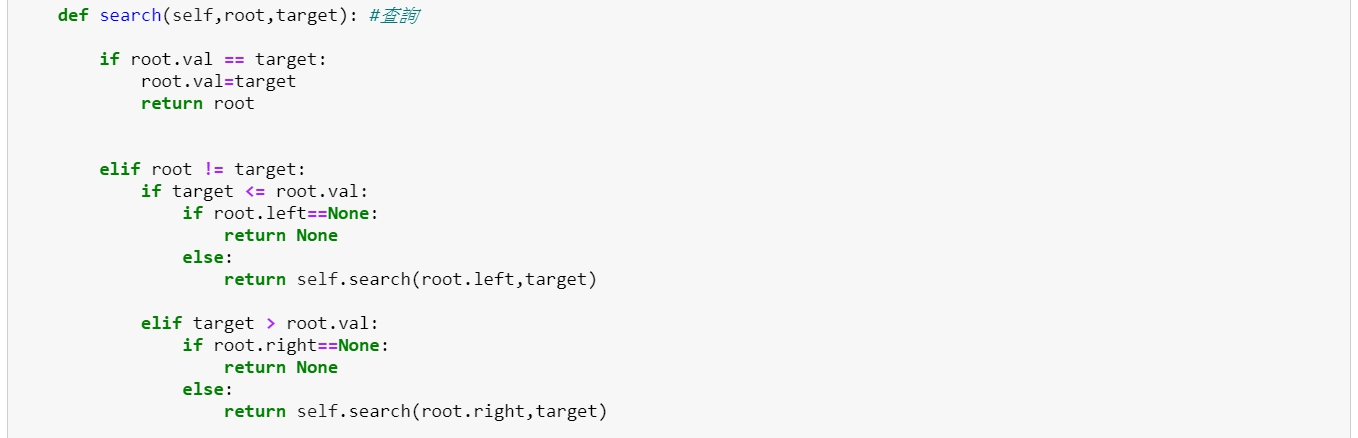 def search(self,root,target): #查詢
if root.val == target:
root.val=target
return root
elif root != target:
if target <= root.val:
if root.left==None:
return None
else:
return self.search(root.left,target)
elif target > root.val:
if root.right==None:
return None
else:
return self.search(root.right,target)